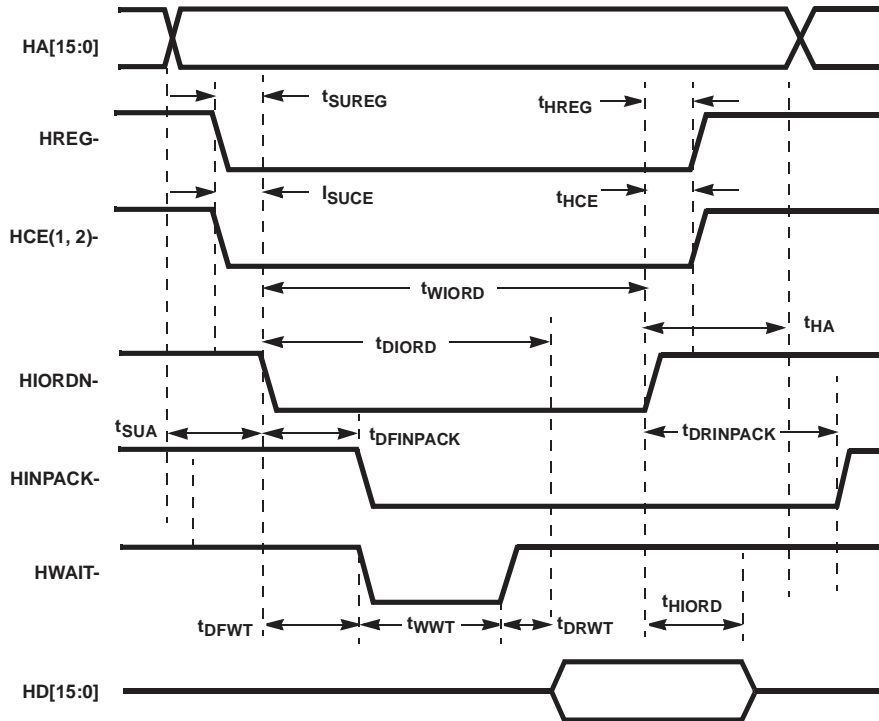 HA[15:0]
tSUREG
tHREG
HREG-
ISUCE
tHCE
HCE(1, 2)-
tWIORD
tHA
tDIORD
HIORDN-
tSUA
tDFINPACK
tDRINPACK
HINPACK-
HWAIT-
tHIORD
tDFWT
tWWT
tDRWT
HD[15:0]